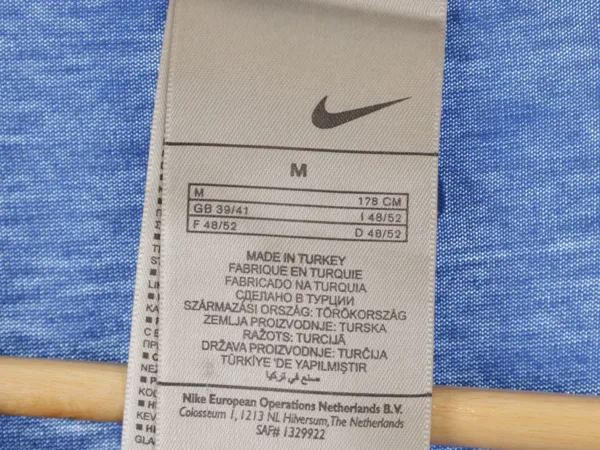 M
M 178 CM
GB 39/41 I 48/52
F 48/52 D 48/52
MADE IN TURKEY
FABRIQUE EN TURQUIE
FABRICADO NA TURQUIA
СДЕЛАНО В ТУРЦИИ
SZÁRMAZÁSI ORSZÁG: TÖRÖKORSZÁG
ZEMLJA PROIZVODNJE: TURSKA
RAŽOTS: TURCIJĀ
DRŽAVA PROIZVODNJE: TURČIJA
TÜRKİYE 'DE YAPILMIŞTIR
صنع في تركيا
Nike European Operations Netherlands B.V.
Colosseum 1, 1213 NL Hilversum, The Netherlands
SAF# 1329922